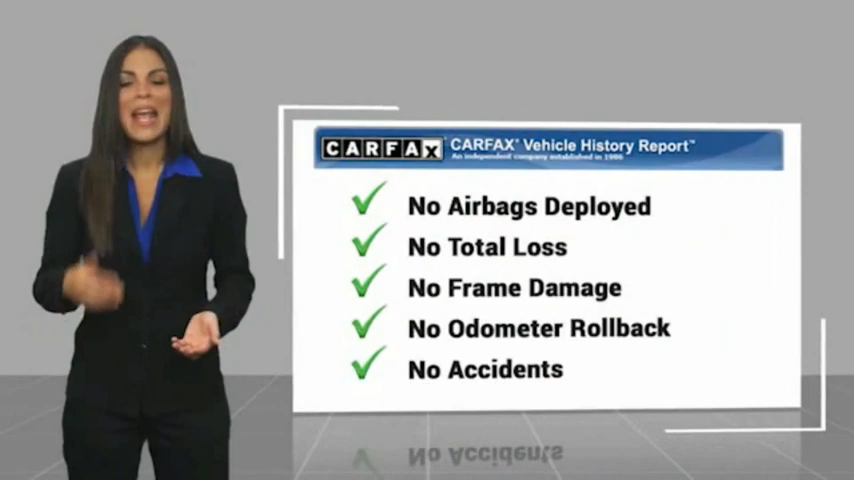 CARFAX CARFAX® Vehicle History Report™
An independent company established in 1986
No Airbags Deployed
No Total Loss
No Frame Damage
No Odometer Rollback
No Accidents
No Accidents